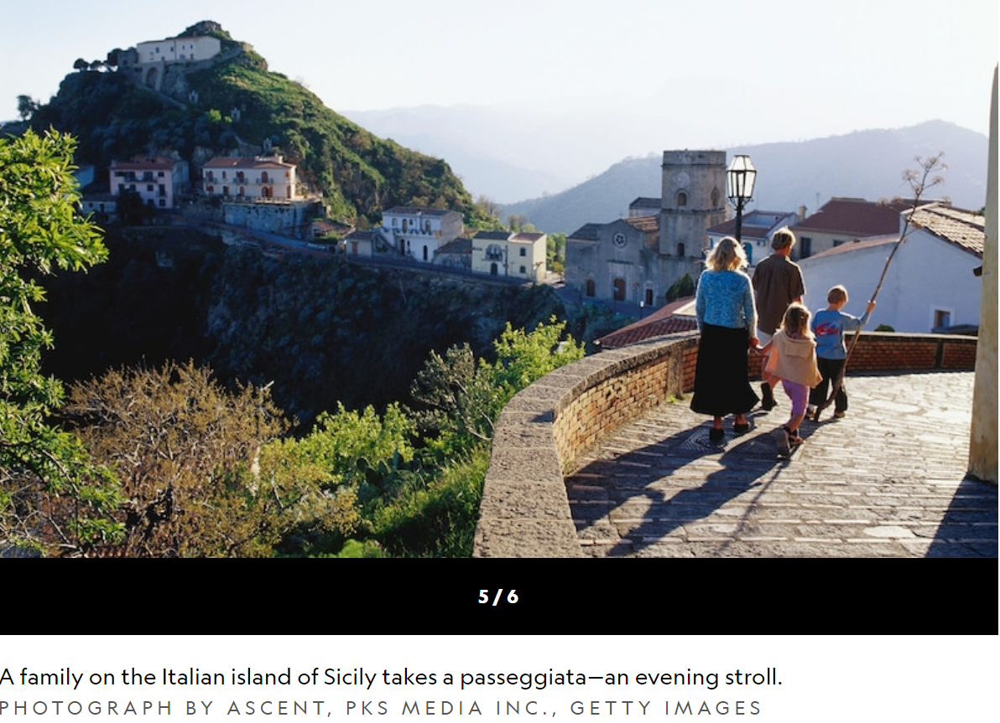 5/6
A family on the Italian island of Sicily takes a passeggiata—an evening stroll.
PHOTOGRAPH BY ASCENT, PKS MEDIA INC., GETTY IMAGES